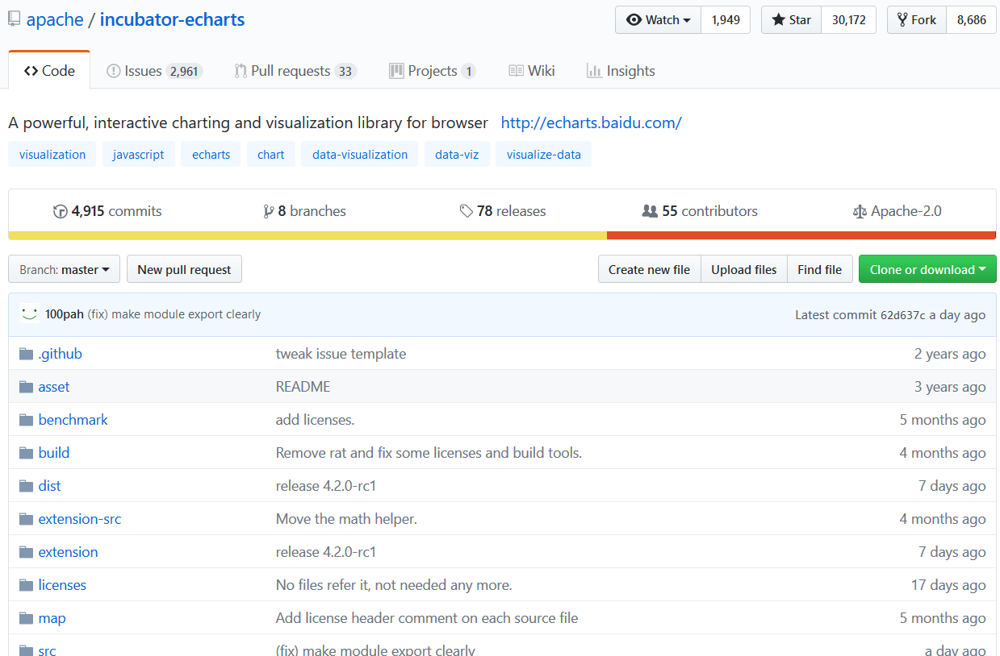 apache / incubator-echarts Watch 1,949 Star 30,172 Fork 8,686
Code Issues 2,961 Pull requests 33 Projects 1 Wiki Insights
A powerful, interactive charting and visualization library for browser http://echarts.baidu.com/
visualization javascript echarts chart data-visualization data-viz visualize-data
4,915 commits 8 branches 78 releases 55 contributors Apache-2.0
Branch: master New pull request Create new file Upload files Find file Clone or download
100pah (fix) make module export clearly Latest commit 62d637c a day ago
.github tweak issue template 2 years ago
asset README 3 years ago
benchmark add licenses. 5 months ago
build Remove rat and fix some licenses and build tools. 4 months ago
dist release 4.2.0-rc1 7 days ago
extension-src Move the math helper. 4 months ago
extension release 4.2.0-rc1 7 days ago
licenses No files refer it, not needed any more. 17 days ago
map Add license header comment on each source file 5 months ago
src (fix) make module export clearly a day ago